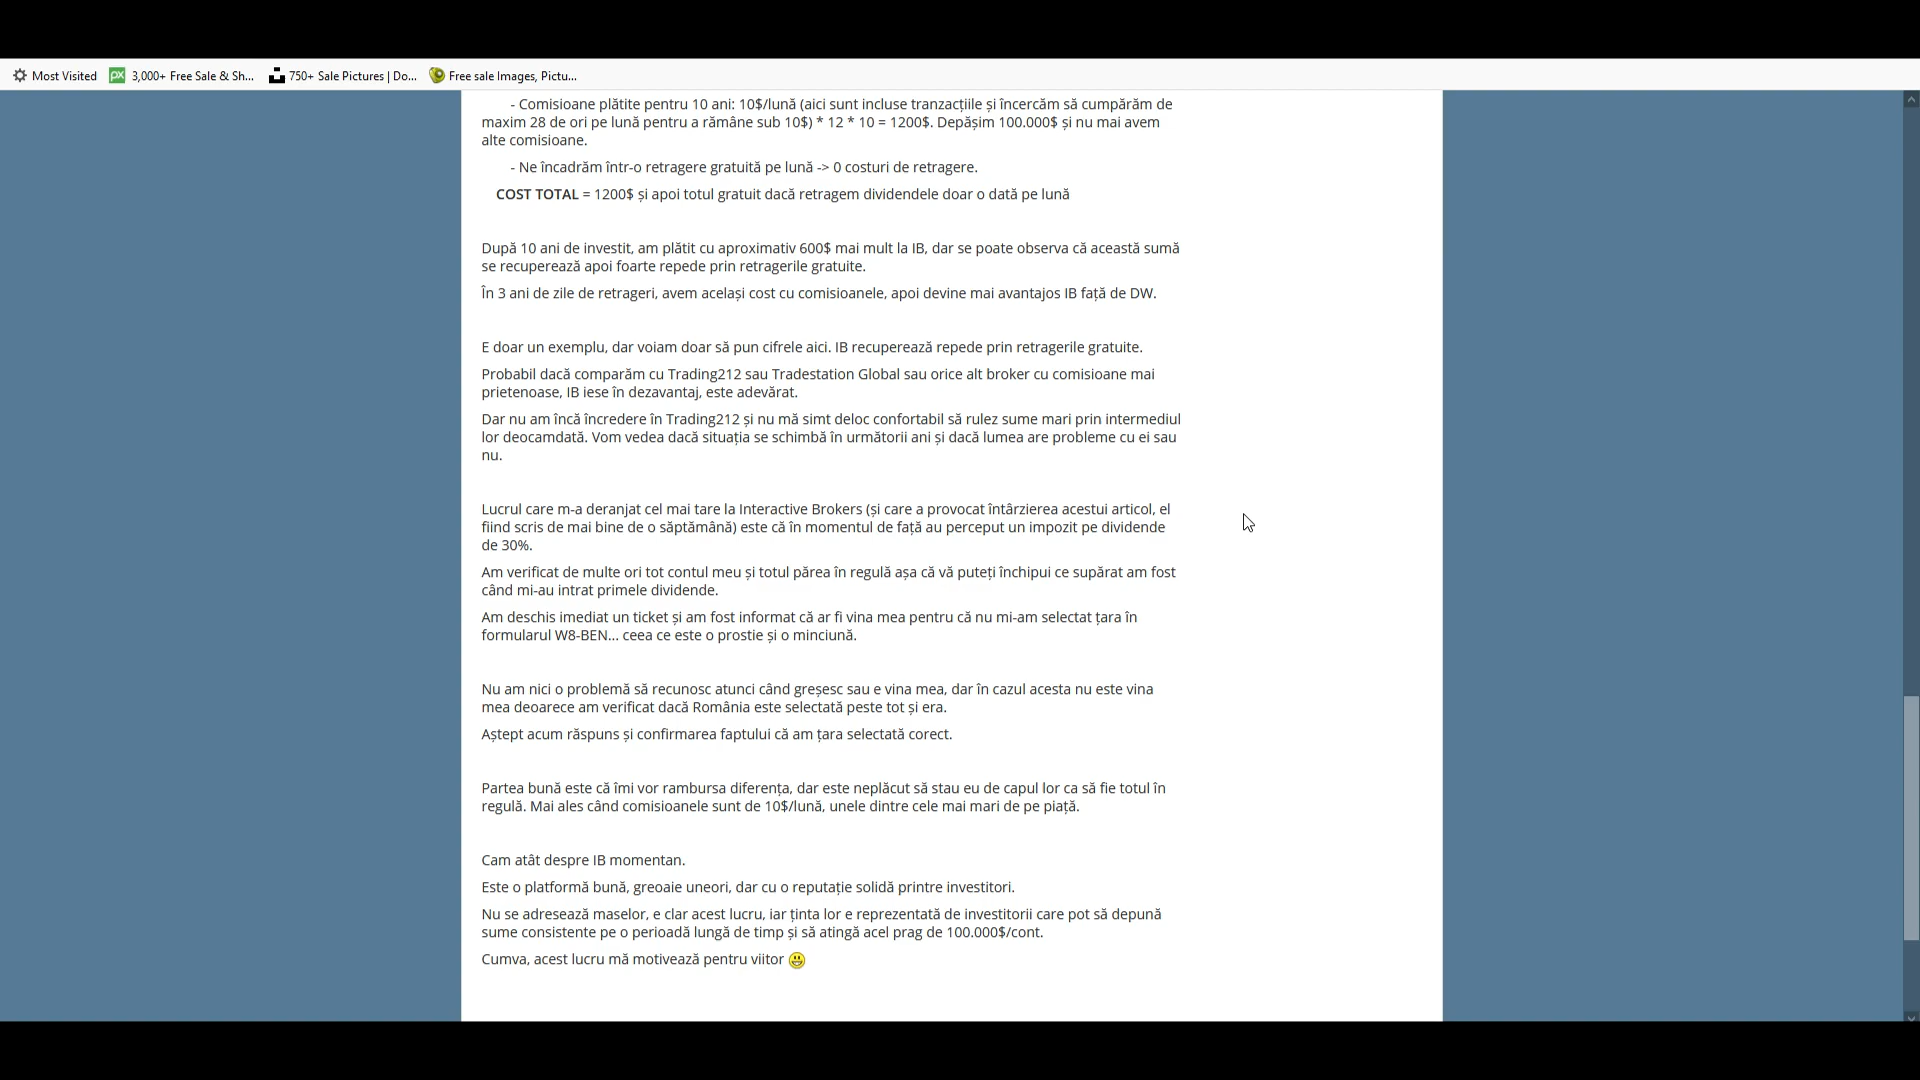 Most Visited
3,000+ Free Sale & Sh...
750+ Sale Pictures | Do...
Free sale Images, Pictu...
- Comisioane plătite pentru 10 ani: 10$/lună (aici sunt incluse tranzacțiile și încercăm să cumpărăm de
maxim 28 de ori pe lună pentru a rămâne sub 10$) * 12 * 10 = 1200$. Depășim 100.000$ și nu mai avem
alte comisioane.
- Ne încadrăm într-o retragere gratuită pe lună -> 0 costuri de retragere.
COST TOTAL = 1200$ și apoi totul gratuit dacă retragem dividendele doar o dată pe lună
După 10 ani de investit, am plătit cu aproximativ 600$ mai mult la IB, dar se poate observa că această sumă
se recuperează apoi foarte repede prin retragerile gratuite.
În 3 ani de zile de retrageri, avem același cost cu comisioanele, apoi devine mai avantajos IB față de DW.
E doar un exemplu, dar voiam doar să pun cifrele aici. IB recuperează repede prin retragerile gratuite.
Probabil dacă comparăm cu Trading212 sau Tradestation Global sau orice alt broker cu comisioane mai
prietenoase, IB iese în dezavantaj, este adevărat.
Dar nu am încă încredere în Trading212 și nu mă simt deloc confortabil să rulez sume mari prin intermediul
lor deocamdată. Vom vedea dacă situația se schimbă în următorii ani și dacă lumea are probleme cu ei sau
nu.
Lucrul care m-a deranjat cel mai tare la Interactive Brokers (și care a provocat întârzierea acestui articol, el
fiind scris de mai bine de o săptămână) este că în momentul de față au perceput un impozit pe dividende
de 30%.
Am verificat de multe ori tot contul meu și totul părea în regulă așa că vă puteți închipui ce supărat am fost
când mi-au intrat primele dividende.
Am deschis imediat un ticket și am fost informat că ar fi vina mea pentru că nu mi-am selectat țara în
formularul W8-BEN... ceea ce este o prostie și o minciună.
Nu am nici o problemă să recunosc atunci când greșesc sau e vina mea, dar în cazul acesta nu este vina
mea deoarece am verificat dacă România este selectată peste tot și era.
Aștept acum răspuns și confirmarea faptului că am țara selectată corect.
Partea bună este că îmi vor rambursa diferența, dar este neplăcut să stau eu de capul lor ca să fie totul în
regulă. Mai ales când comisioanele sunt de 10$/lună, unele dintre cele mai mari de pe piață.
Cam atât despre IB momentan.
Este o platformă bună, greoaie uneori, dar cu o reputație solidă printre investitori.
Nu se adresează maselor, e clar acest lucru, iar ținta lor e reprezentată de investitorii care pot să depună
sume consistente pe o perioadă lungă de timp și să atingă acel prag de 100.000$/cont.
Cumva, acest lucru mă motivează pentru viitor